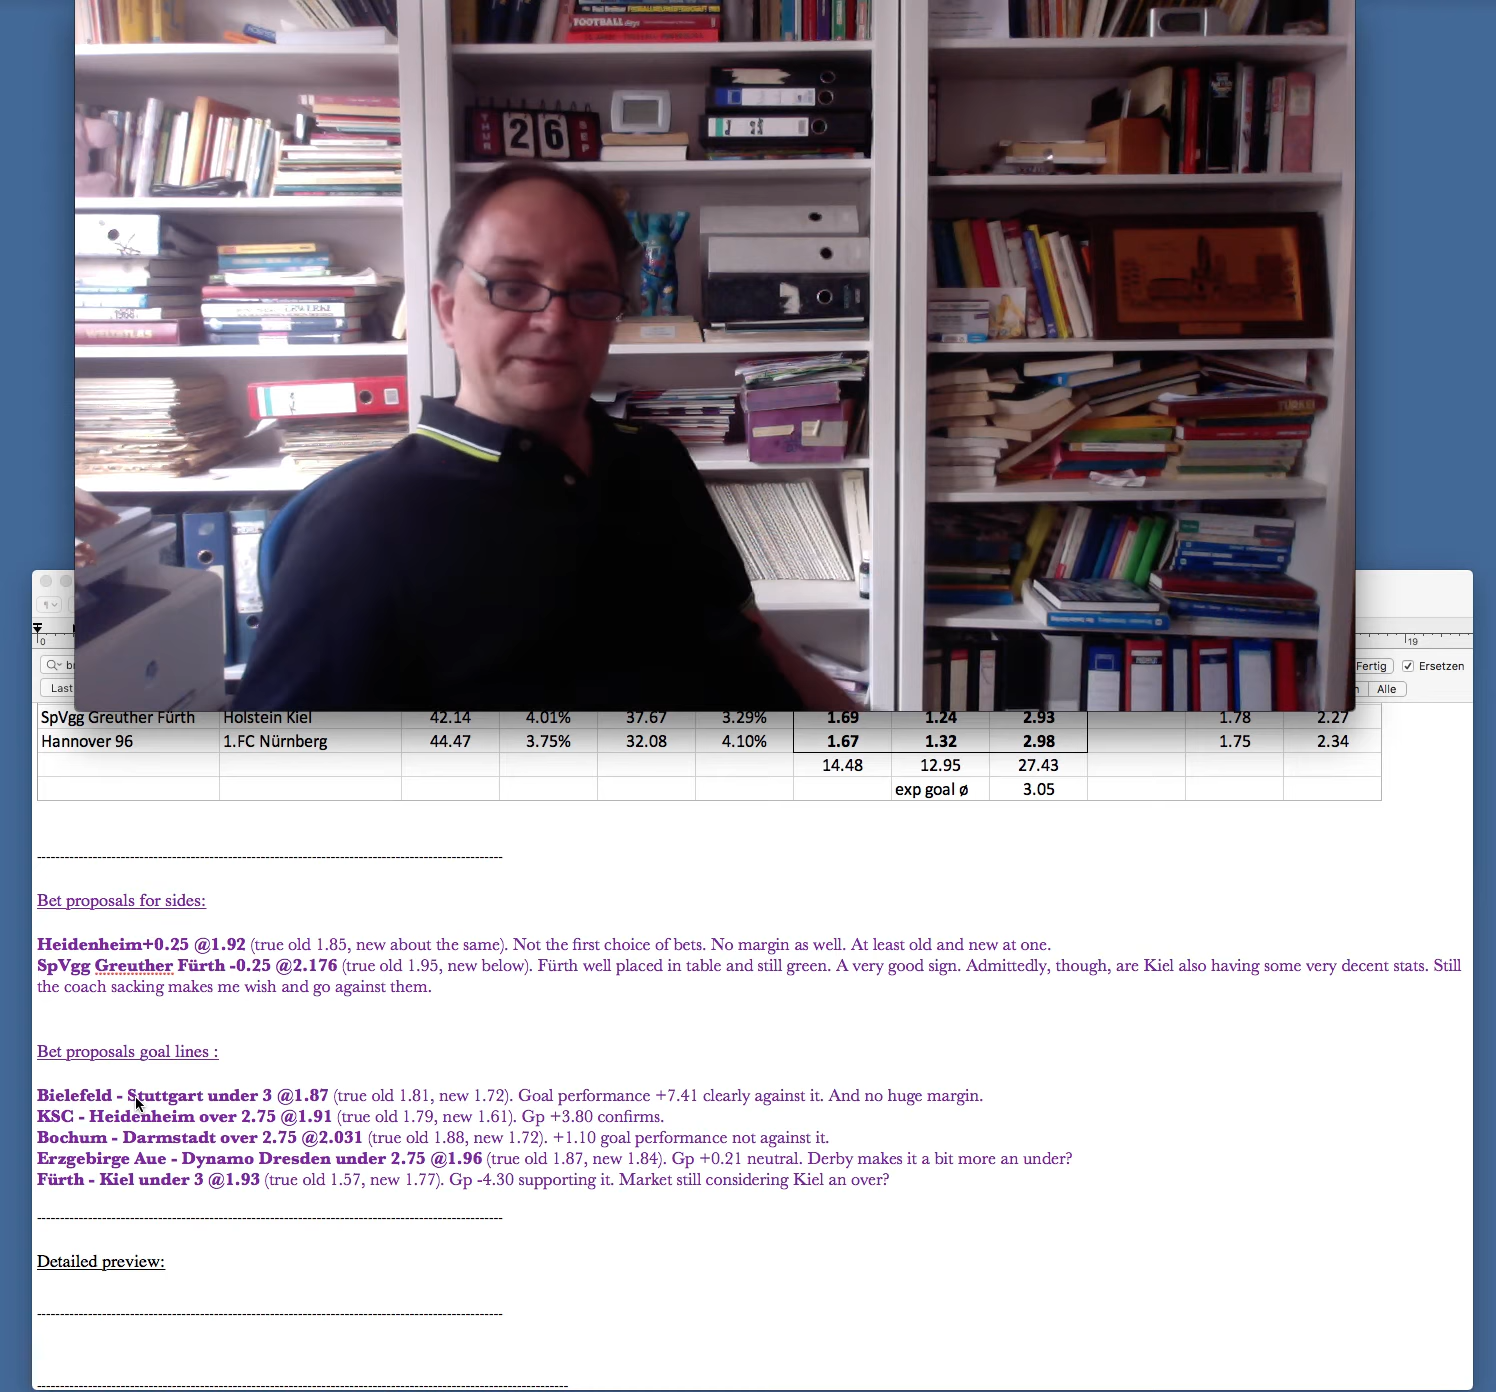 FOOTBALL days
THUR 26 SEP
1966
WELTATLAS
TÜRKEI
0
19
Fertig
Ersetzen
Last
Alle
SpVgg Greuther Fürth Holstein Kiel 42.14 4.01% 37.67 3.29% 1.69 1.24 2.93 1.78 2.27
Hannover 96 1.FC Nürnberg 44.47 3.75% 32.08 4.10% 1.67 1.32 2.98 1.75 2.34
14.48 12.95 27.43
exp goal ø 3.05
Bet proposals for sides:
Heidenheim+0.25 @1.92 (true old 1.85, new about the same). Not the first choice of bets. No margin as well. At least old and new at one.
SpVgg Greuther Fürth -0.25 @2.176 (true old 1.95, new below). Fürth well placed in table and still green. A very good sign. Admittedly, though, are Kiel also having some very decent stats. Still
the coach sacking makes me wish and go against them.
Bet proposals goal lines :
Bielefeld - Stuttgart under 3 @1.87 (true old 1.81, new 1.72). Goal performance +7.41 clearly against it. And no huge margin.
KSC - Heidenheim over 2.75 @1.91 (true old 1.79, new 1.61). Gp +3.80 confirms.
Bochum - Darmstadt over 2.75 @2.031 (true old 1.88, new 1.72). +1.10 goal performance not against it.
Erzgebirge Aue - Dynamo Dresden under 2.75 @1.96 (true old 1.87, new 1.84). Gp +0.21 neutral. Derby makes it a bit more an under?
Fürth - Kiel under 3 @1.93 (true old 1.57, new 1.77). Gp -4.30 supporting it. Market still considering Kiel an over?
Detailed preview: